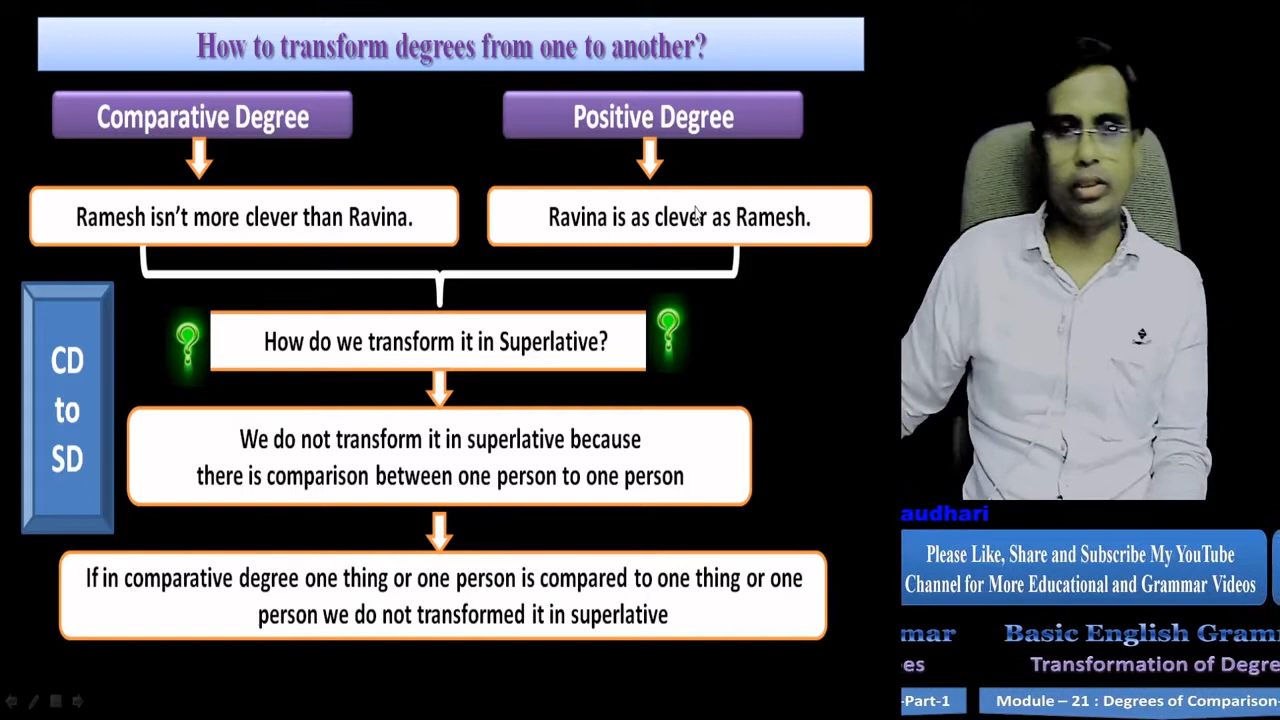 How to transform degrees from one to another?
Comparative Degree
Positive Degree
Ramesh isn't more clever than Ravina.
Ravina is as clever as Ramesh.
? How do we transform it in Superlative? ?
CD
to
SD
We do not transform it in superlative because
there is comparison between one person to one person
If in comparative degree one thing or one person is compared to one thing or one
person we do not transformed it in superlative
audhari
Please Like, Share and Subscribe My YouTube
Channel for More Educational and Grammar Videos
mar Basic English Gramm
es Transformation of Degre
-Part-1 Module – 21 : Degrees of Comparison-